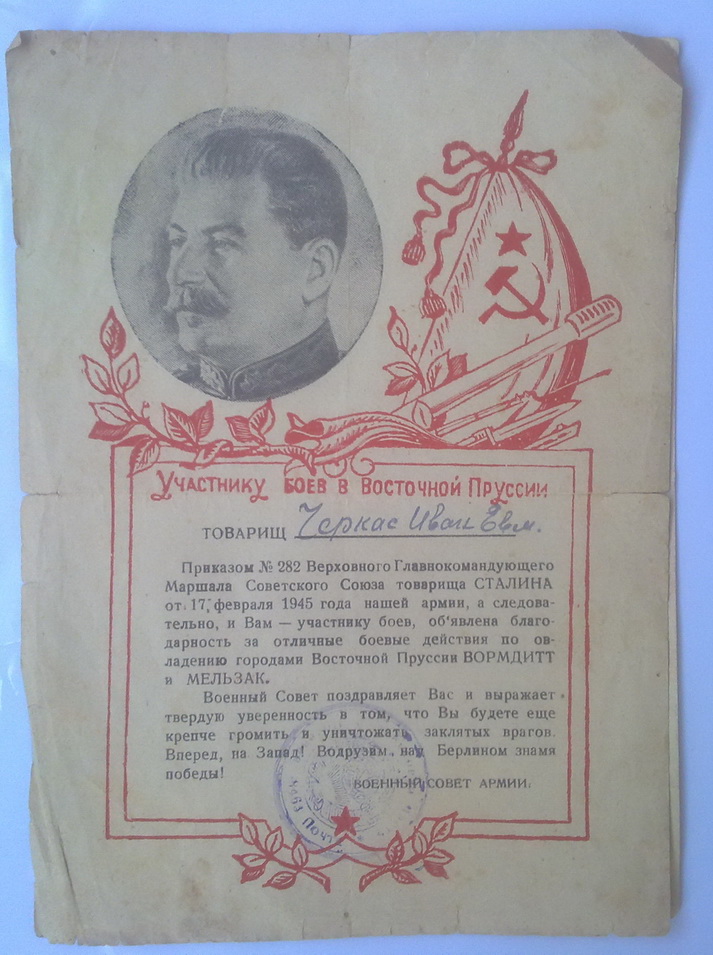 Участнику боев в Восточной Пруссии
ТОВАРИЩ Черкас Иван Евм.
Приказом № 282 Верховного Главнокомандующего
Маршала Советского Союза товарища СТАЛИНА
от 17 февраля 1945 года нашей армии, а следова-
тельно, и Вам — участнику боев, об'явлена благо-
дарность за отличные боевые действия по ов-
ладению городами Восточной Пруссии ВОРМДИТТ
и МЕЛЬЗАК.
Военный Совет поздравляет Вас и выражает
твердую уверенность в том, что Вы будете еще
крепче громить и уничтожать заклятых врагов.
Вперед, на Запад! Водрузим над Берлином знамя
победы!
ВОЕННЫЙ СОВЕТ АРМИИ.